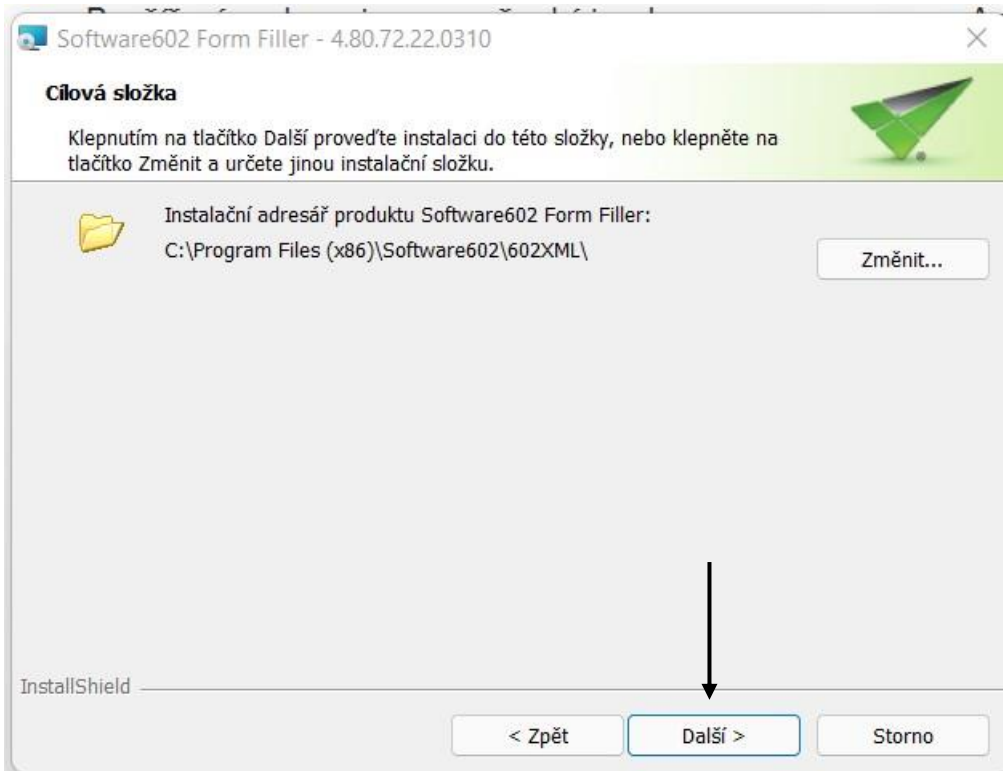 Software602 Form Filler - 4.80.72.22.0310
Cílová složka
Klepnutím na tlačítko Další proveďte instalaci do této složky, nebo klepněte na
tlačítko Změnit a určete jinou instalační složku.
Instalační adresář produktu Software602 Form Filler:
C:\Program Files (x86)\Software602\602XML\
Změnit...
InstallShield
< Zpět
Další >
Storno